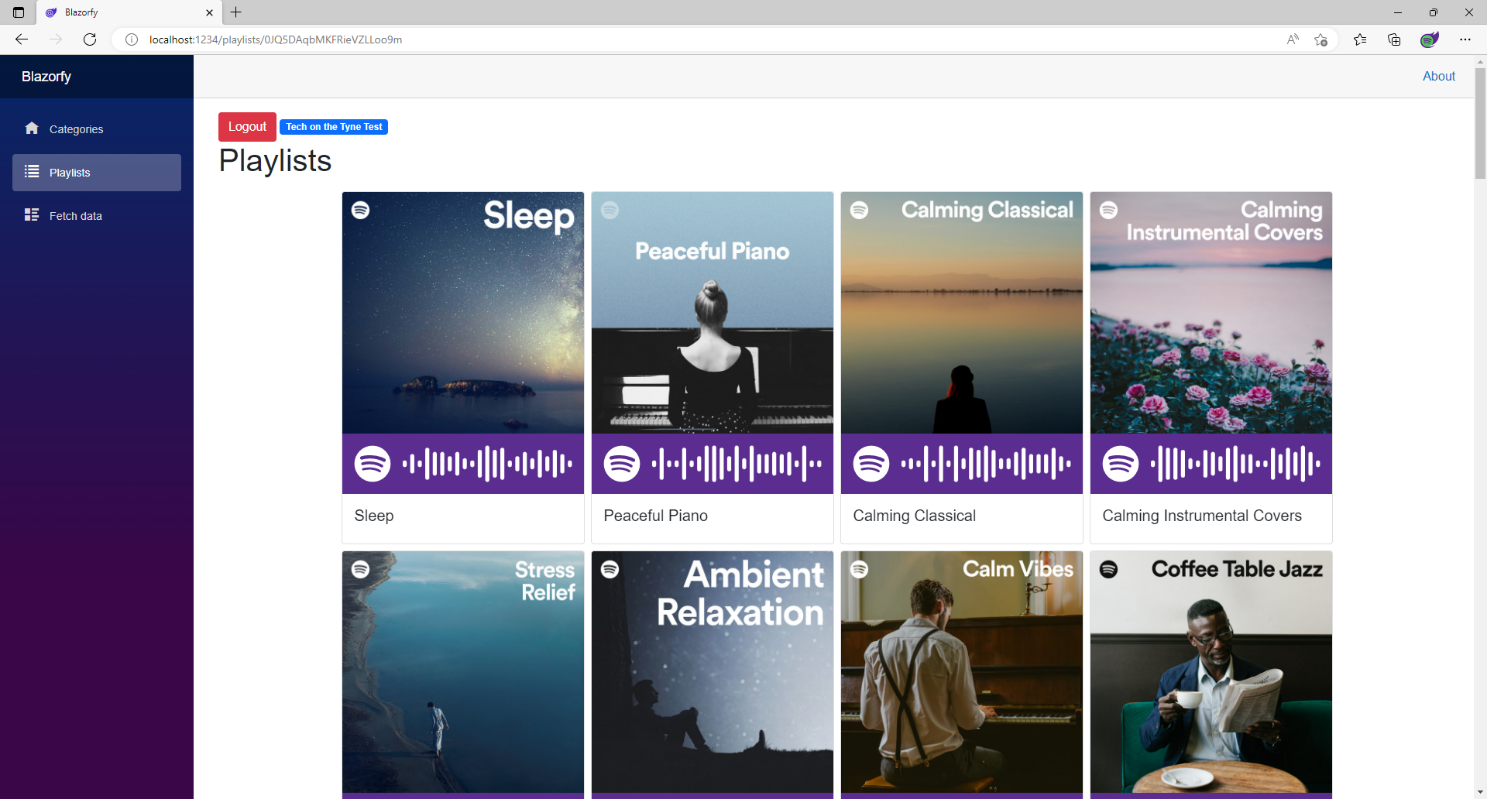 Blazorfy
localhost:1234/playlists/0JQ5DAqbMKFRieVZLLoo9m
Blazorfy
About
Categories
Playlists
Fetch data
Logout
Tech on the Tyne Test
Playlists
Sleep
Peaceful Piano
Calming Classical
Calming
Instrumental Covers
Sleep
Peaceful Piano
Calming Classical
Calming Instrumental Covers
Stress
Relief
Ambient
Relaxation
Calm Vibes
Coffee Table Jazz